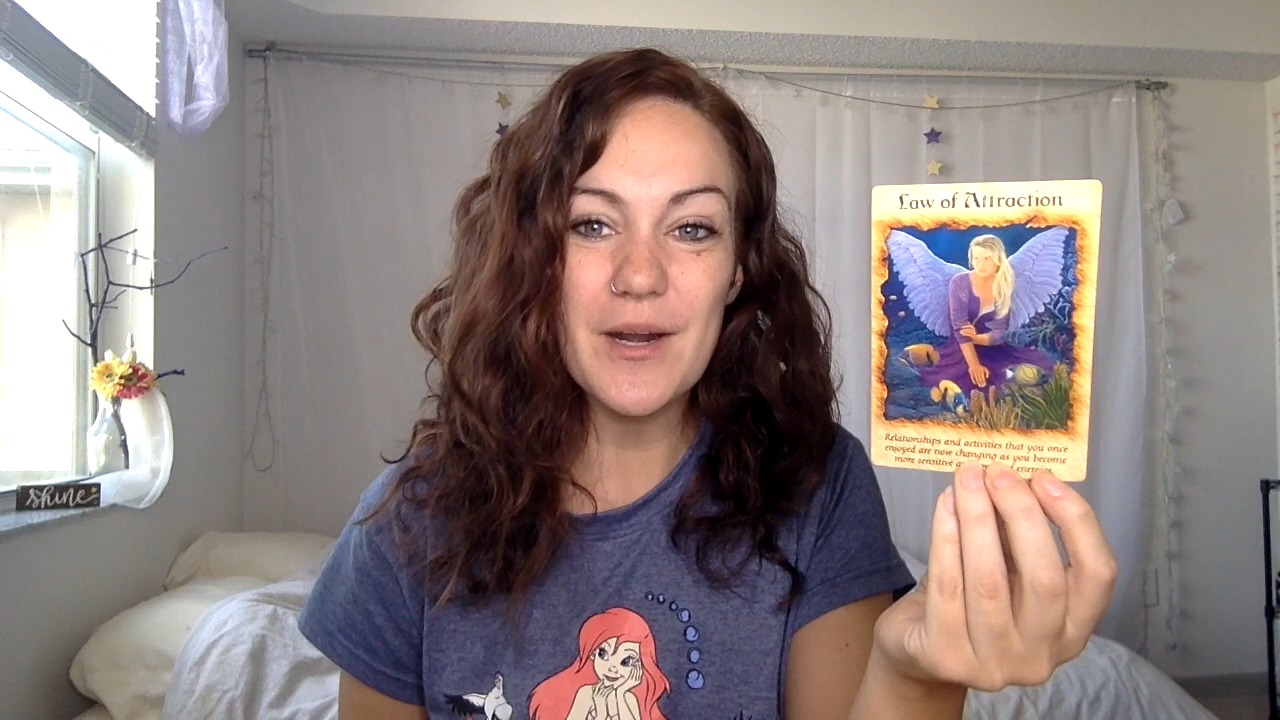 Law of Attraction
Relationships and activities that you once
enjoyed are now changing as you become
more sensitive energies
shine